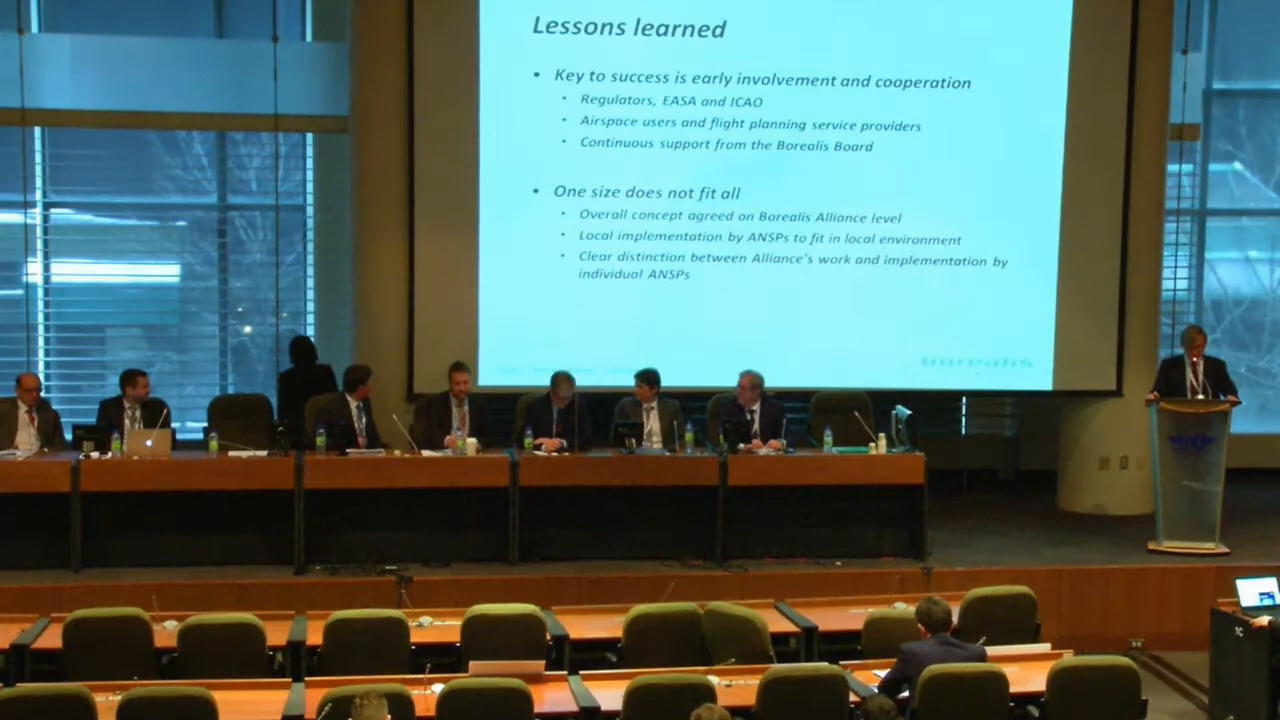 Lessons learned
• Key to success is early involvement and cooperation
• Regulators, EASA and ICAO
• Airspace users and flight planning service providers
• Continuous support from the Borealis Board
• One size does not fit all
• Overall concept agreed on Borealis Alliance level
• Local implementation by ANSPs to fit in local environment
• Clear distinction between Alliance's work and implementation by
individual ANSPs
borealis
1C